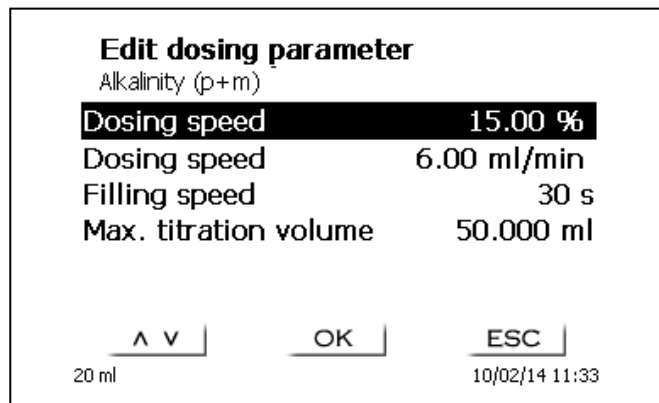 Edit dosing parameter
Alkalinity (p+m)
Dosing speed 15.00 %
Dosing speed 6.00 ml/min
Filling speed 30 s
Max. titration volume 50.000 ml
∧ ∨ OK ESC
20 ml 10/02/14 11:33